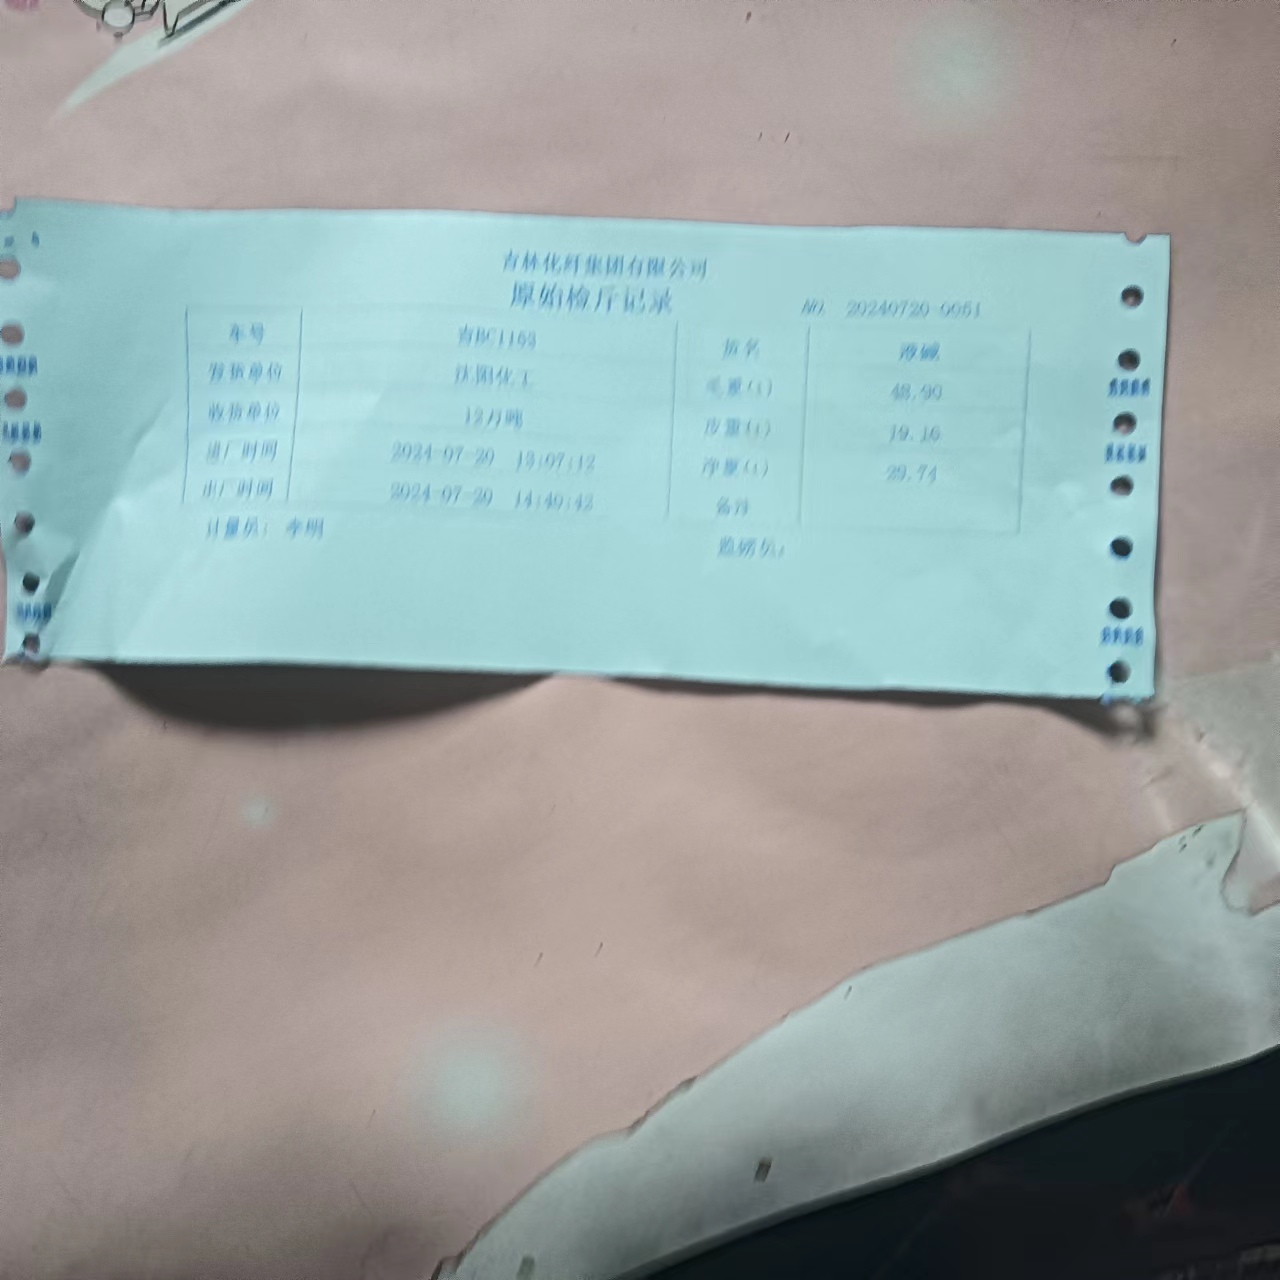 吉林化纤集团有限公司
原始检斤记录
NO. 20240720-0051
车号 吉BC1153 货名 液碱
发货单位 沈阳化工 毛重(t) 48.90
收货单位 12万吨 皮重(t) 19.16
进厂时间 2024-07-20 13:07:12 净重(t) 29.74
出厂时间 2024-07-20 14:40:42 备注
计量员: 李明 监磅员: